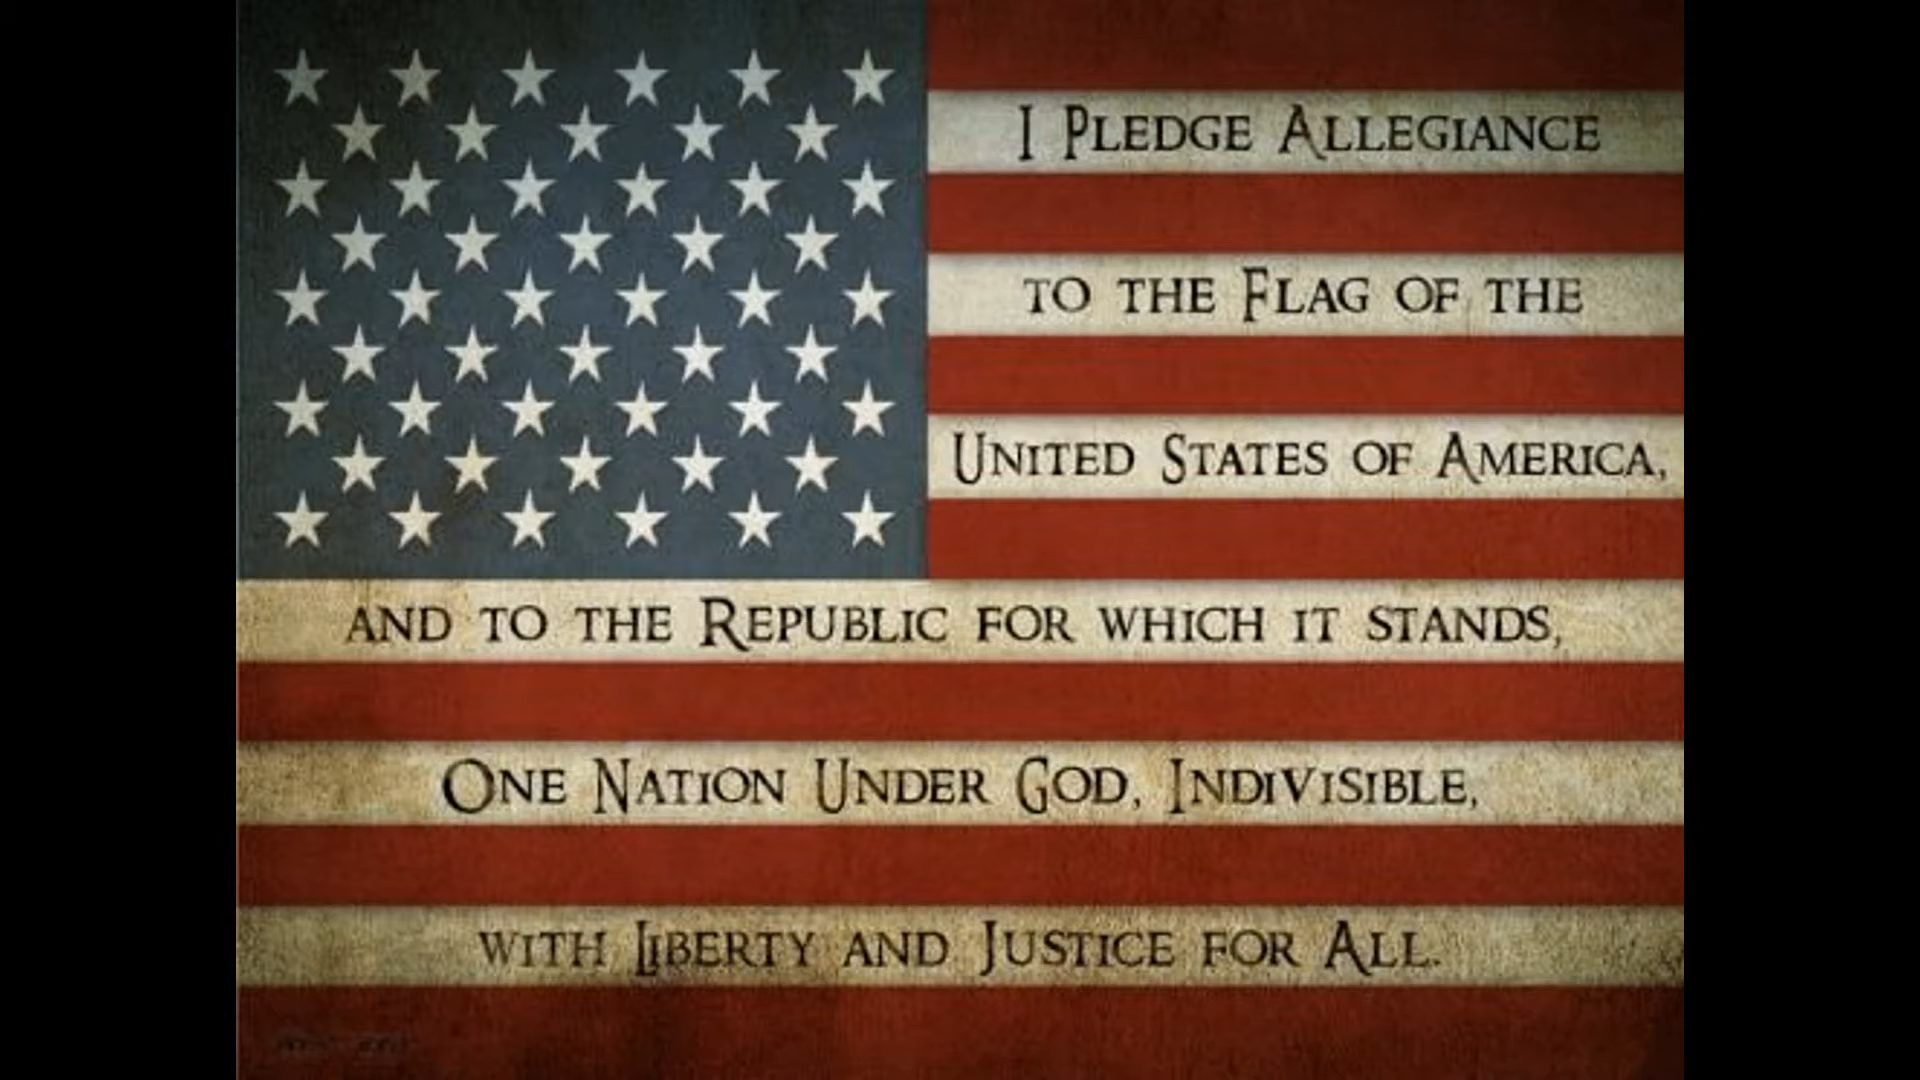 I Pledge Allegiance
to the Flag of the
United States of America,
and to the Republic for which it stands,
One Nation Under God, Indivisible,
with Liberty and Justice for All.